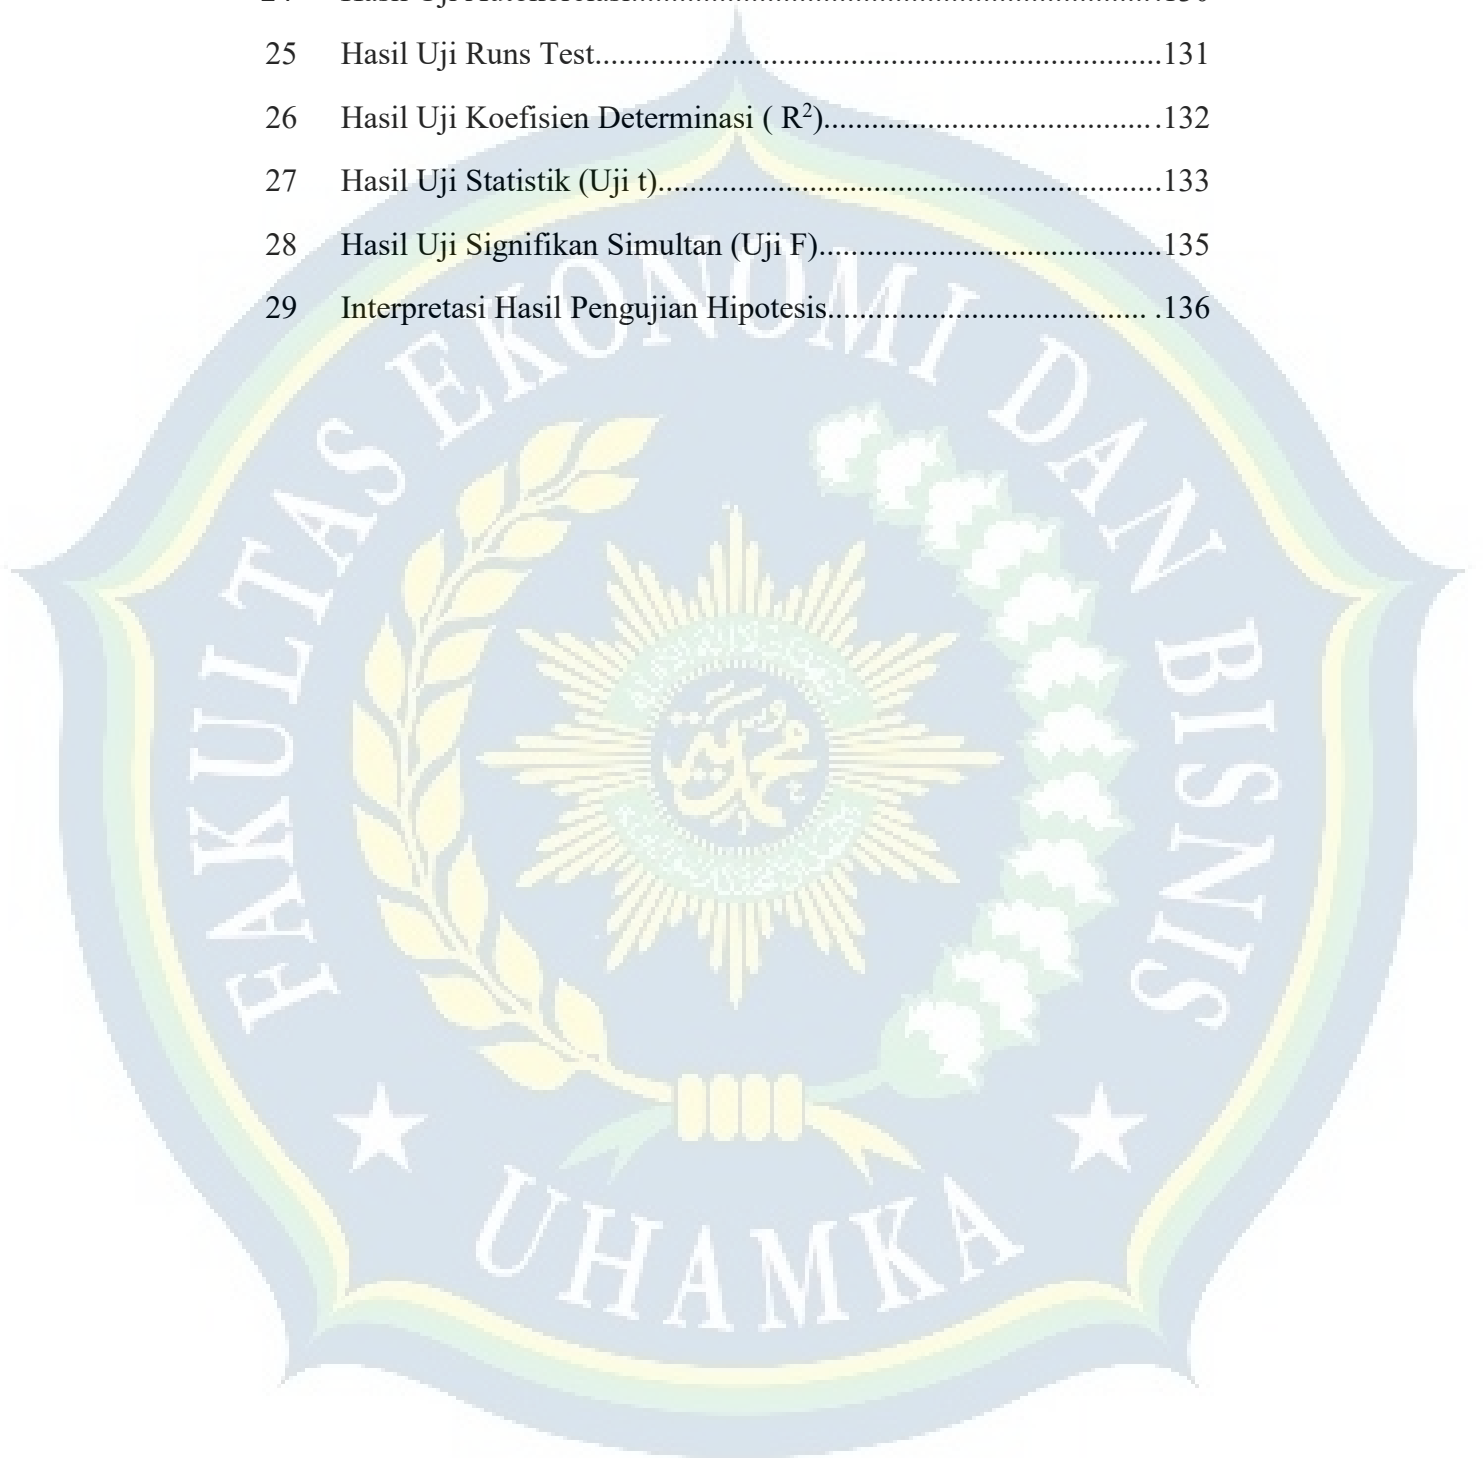 25 Hasil Uji Runs Test.......................................................................131
26 Hasil Uji Koefisien Determinasi ( R²)..........................................132
27 Hasil Uji Statistik (Uji t)...............................................................133
28 Hasil Uji Signifikan Simultan (Uji F)...........................................135
29 Interpretasi Hasil Pengujian Hipotesis........................................ .136
FAKULTAS EKONOMI DAN BISNIS
UHAMKA